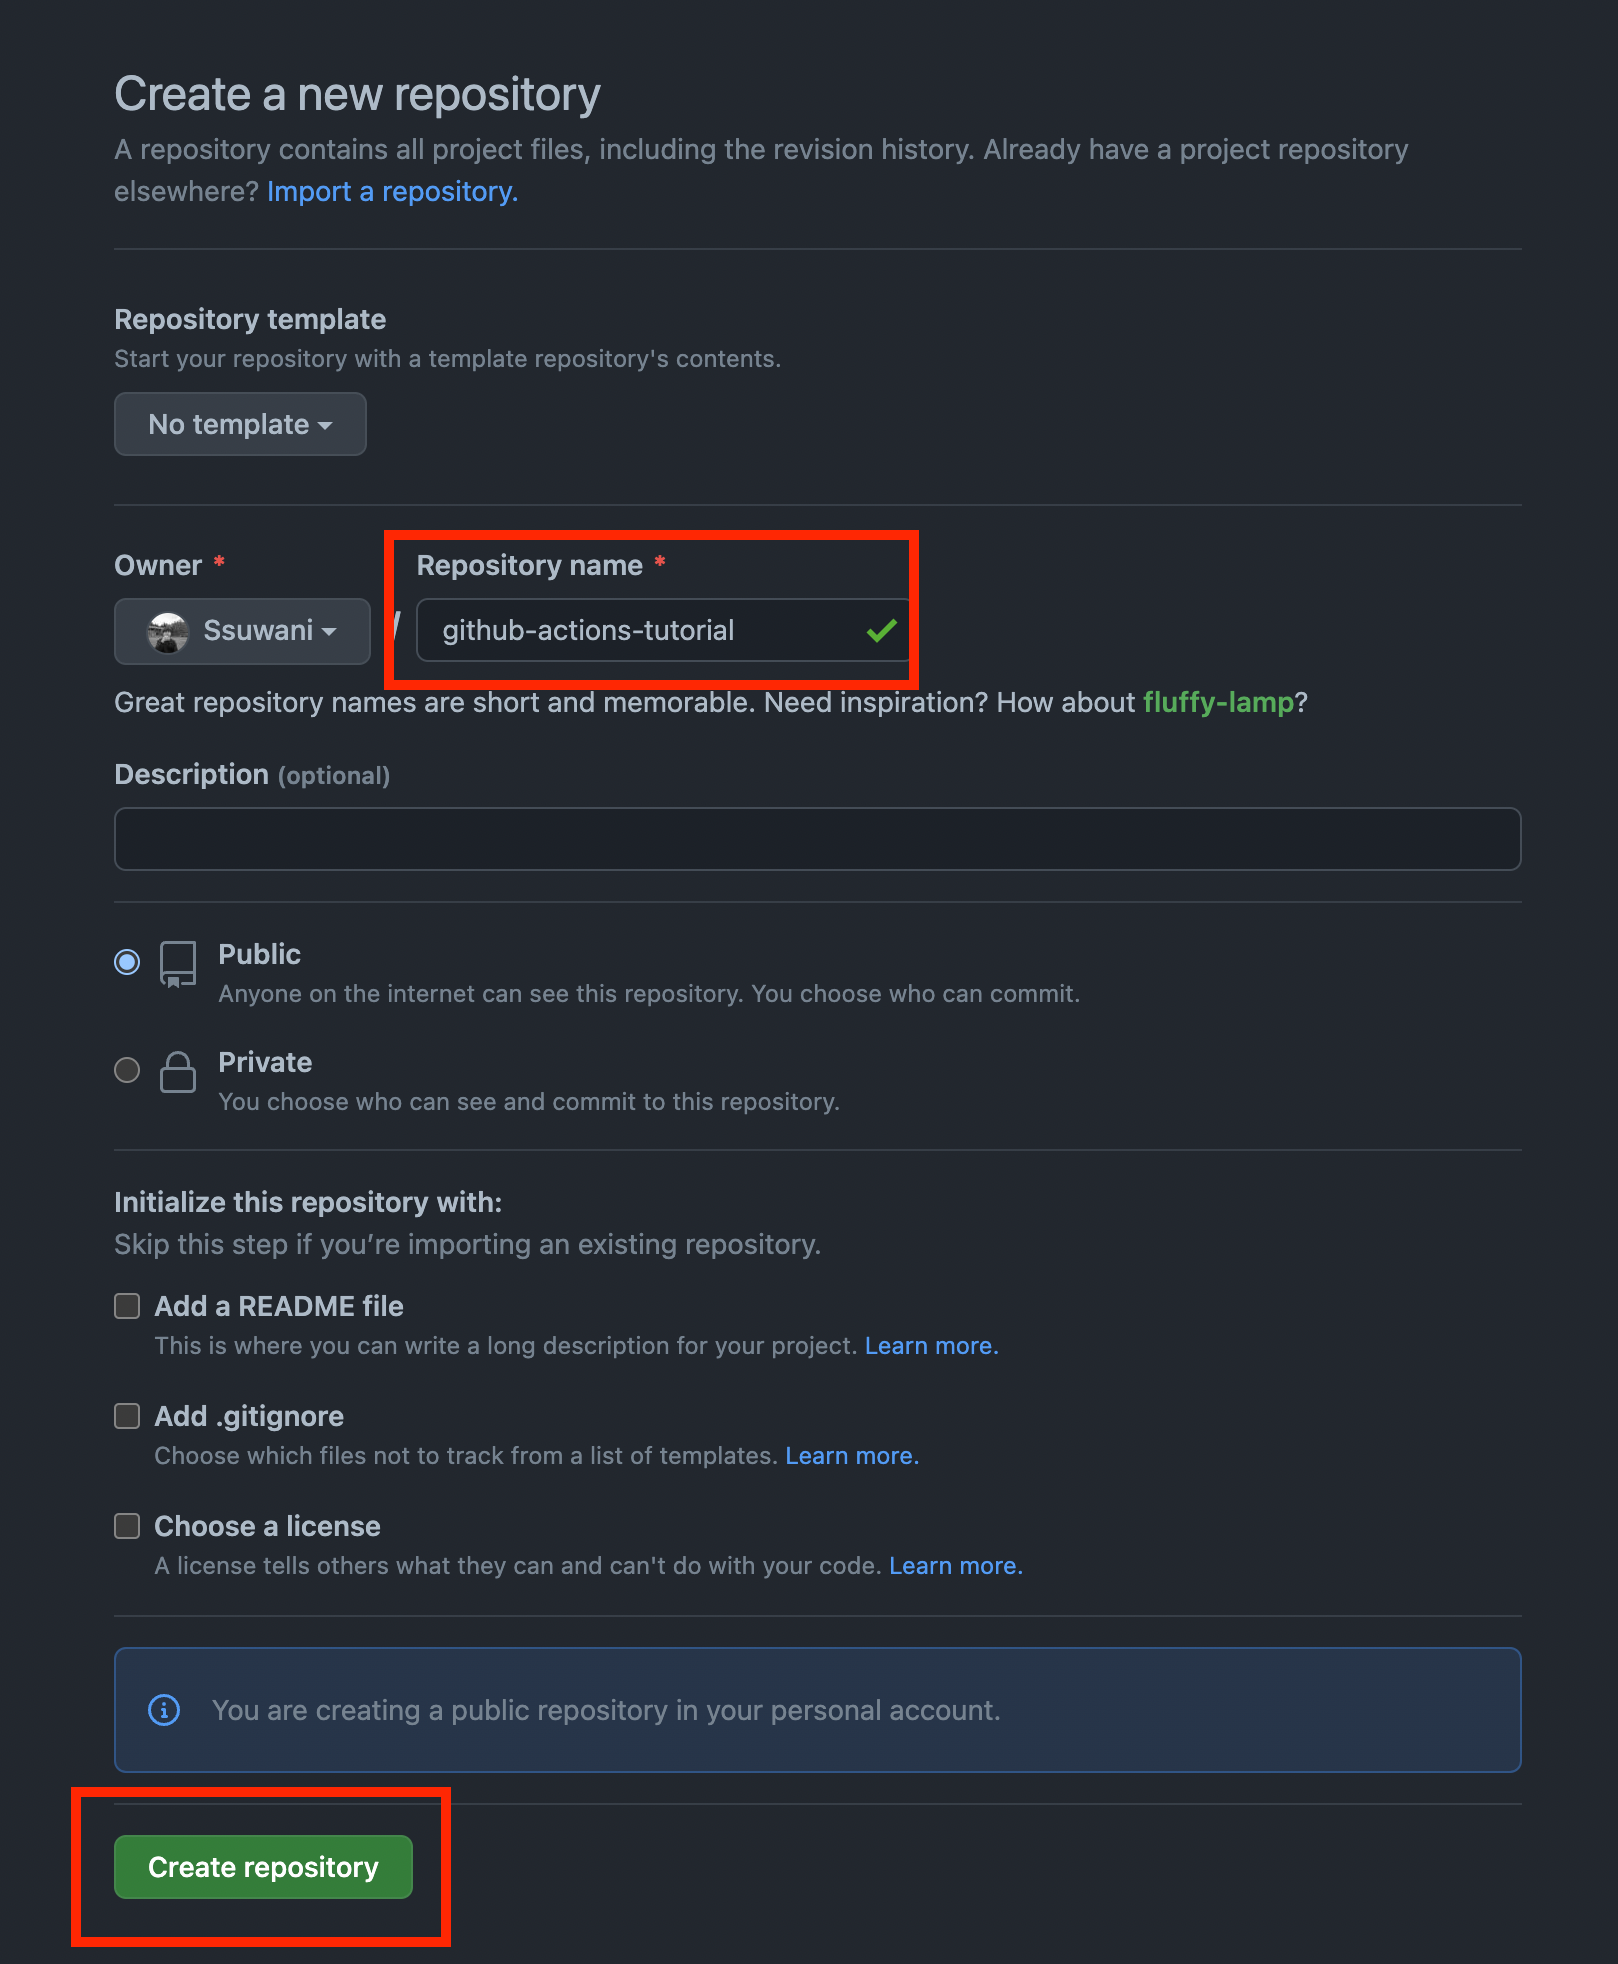 Create a new repository
A repository contains all project files, including the revision history. Already have a project repository
elsewhere? Import a repository.
Repository template
Start your repository with a template repository's contents.
No template
Owner * Repository name *
Ssuwani / github-actions-tutorial
Great repository names are short and memorable. Need inspiration? How about fluffy-lamp?
Description (optional)
Public
Anyone on the internet can see this repository. You choose who can commit.
Private
You choose who can see and commit to this repository.
Initialize this repository with:
Skip this step if you’re importing an existing repository.
Add a README file
This is where you can write a long description for your project. Learn more.
Add .gitignore
Choose which files not to track from a list of templates. Learn more.
Choose a license
A license tells others what they can and can't do with your code. Learn more.
You are creating a public repository in your personal account.
Create repository